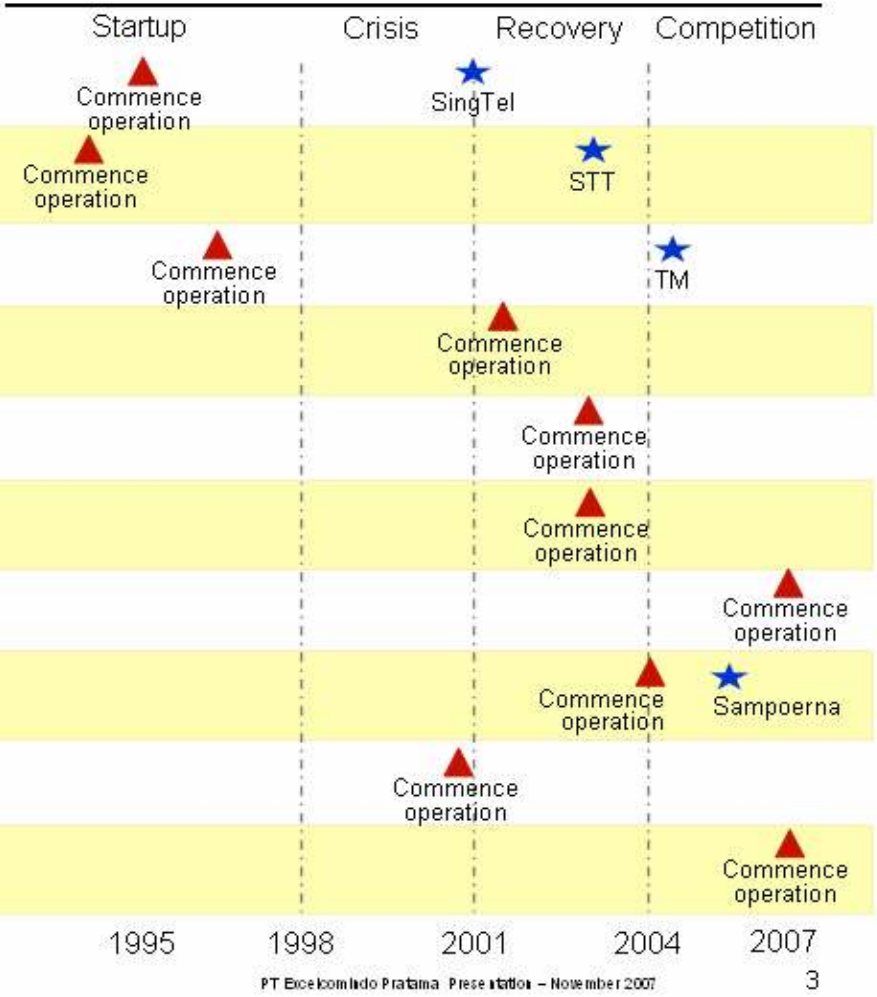 Startup Crisis Recovery Competition
Commence
operation
SingTel
Commence
operation
STT
Commence
operation
TM
Commence
operation
Commence
operation
Commence
operation
Commence
operation
Commence
operation
Sampoerna
Commence
operation
Commence
operation
1995 1998 2001 2004 2007
PT Excelcomindo Pratama Presentation – November 2007
3